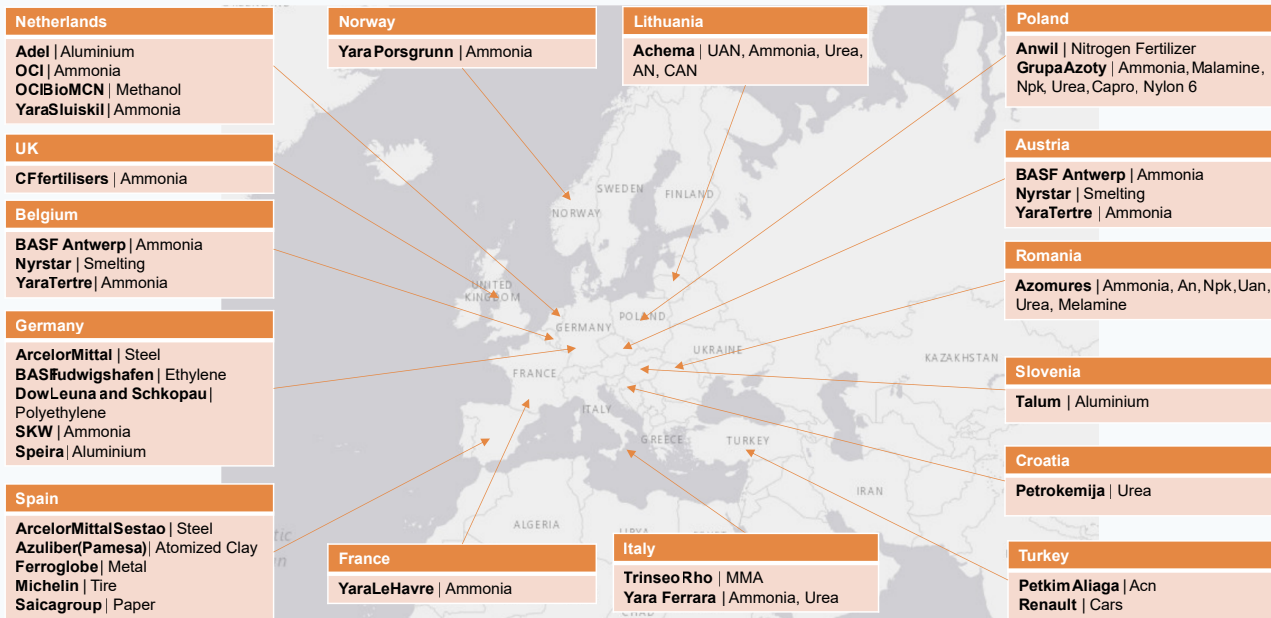 Netherlands
Adel | Aluminium
OCI | Ammonia
OCIBioMCN | Methanol
YaraSluiskil | Ammonia
UK
CFfertilisers | Ammonia
Belgium
BASF Antwerp | Ammonia
Nyrstar | Smelting
YaraTertre | Ammonia
Germany
ArcelorMittal | Steel
BASFudwigshafen | Ethylene
DowLeuna and Schkopau |
Polyethylene
SKW | Ammonia
Speira | Aluminium
Spain
ArcelorMittalSestao | Steel
Azuliber(Pamesa) | Atomized Clay
Ferroglobe | Metal
Michelin | Tire
Saicagroup | Paper
Norway
YaraPorsgrunn | Ammonia
Lithuania
Achema | UAN, Ammonia, Urea,
AN, CAN
SWEDEN
FINLAND
NORWAY
UNITED
KINGDOM
POLAND
GERMANY
UKRAINE
KAZAKHSTAN
FRANCE
ITALY
GREECE
TURKEY
IRAN
ALGERIA
France
YaraLeHavre | Ammonia
Italy
TrinseoRho | MMA
Yara Ferrara | Ammonia, Urea
Poland
Anwil | Nitrogen Fertilizer
GrupaAzoty | Ammonia, Malamine,
Npk, Urea, Capro, Nylon 6
Austria
BASF Antwerp | Ammonia
Nyrstar | Smelting
YaraTertre | Ammonia
Romania
Azomures | Ammonia, An, Npk, Uan,
Urea, Melamine
Slovenia
Talum | Aluminium
Croatia
Petrokemija | Urea
Turkey
PetkimAliaga | Acn
Renault | Cars